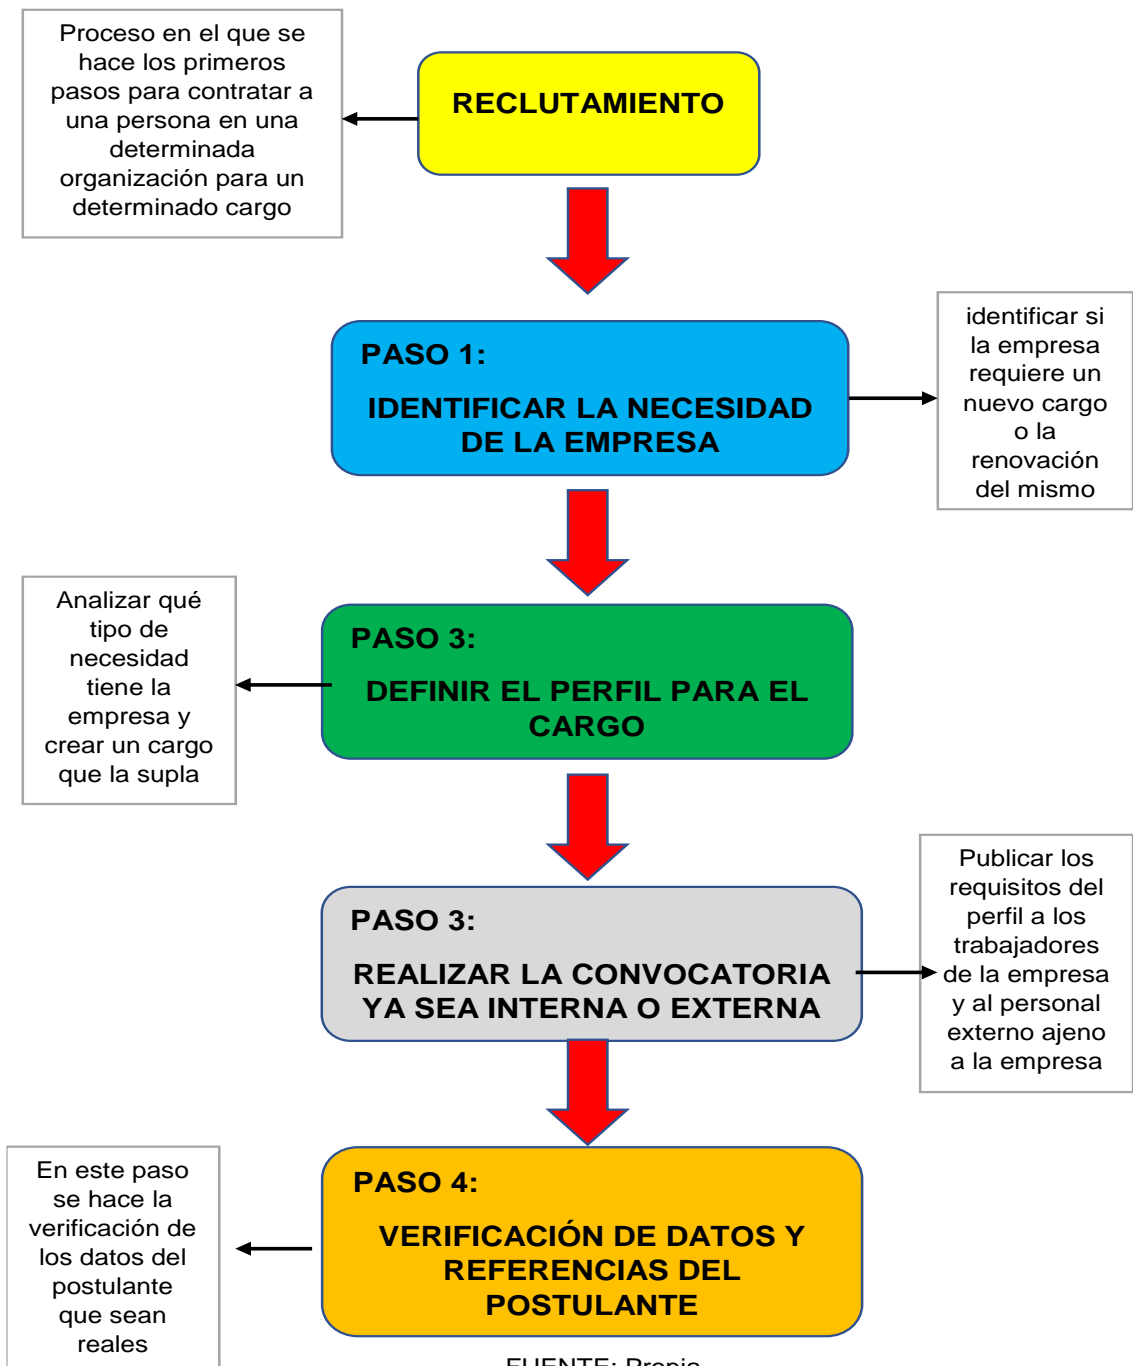 Proceso en el que se
hace los primeros
pasos para contratar a
una persona en una
determinada
organización para un
determinado cargo
RECLUTAMIENTO
PASO 1:
IDENTIFICAR LA NECESIDAD
DE LA EMPRESA
identificar si
la empresa
requiere un
nuevo cargo
o la
renovación
del mismo
PASO 3:
DEFINIR EL PERFIL PARA EL
CARGO
Analizar qué
tipo de
necesidad
tiene la
empresa y
crear un cargo
que la supla
PASO 3:
REALIZAR LA CONVOCATORIA
YA SEA INTERNA O EXTERNA
Publicar los
requisitos del
perfil a los
trabajadores
de la empresa
y al personal
externo ajeno
a la empresa
PASO 4:
VERIFICACIÓN DE DATOS Y
REFERENCIAS DEL
POSTULANTE
En este paso
se hace la
verificación de
los datos del
postulante
que sean
reales
FUENTE: Propia